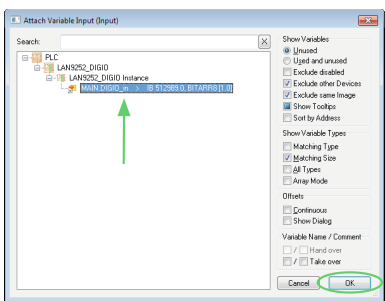 Attach Variable Input (Input)
Search:
PLC
LAN9252_DIGIO
LAN9252_DIGIO Instance
MAIN.DIGIO_in > IB 512989.0, BITARR8 [1.0]
Show Variables
Unused
Used and unused
Exclude disabled
Exclude other Devices
Exclude same Image
Show Tooltips
Sort by Address
Show Variable Types
Matching Type
Matching Size
All Types
Array Mode
Offsets
Continuous
Show Dialog
Variable Name / Comment
/ Hand over
/ Take over
Cancel OK